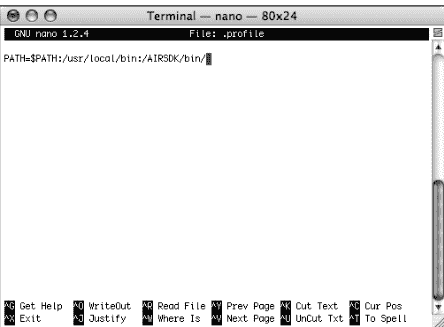 Terminal — nano — 80x24
GNU nano 1.2.4 File: .profile
PATH=$PATH:/usr/local/bin:/AIRSDK/bin/
^G Get Help ^O WriteOut ^R Read File ^Y Prev Page ^K Cut Text ^C Cur Pos
^X Exit ^J Justify ^W Where Is ^V Next Page ^U UnCut Txt ^T To Spell